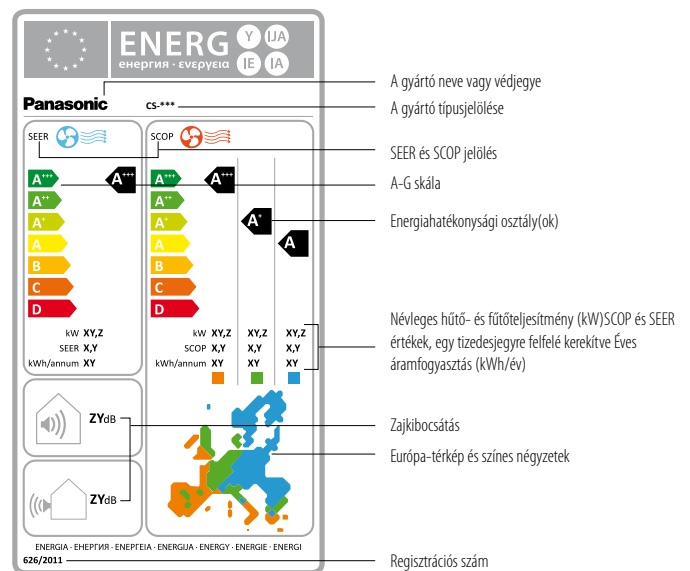 ENERG
енергия · ενεργεια
Y IJA
IE IA
Panasonic
CS-***
SEER
A+++
A++
A+
A
B
C
D
A+++
kW XY,Z
SEER X,Y
kWh/annum XY
SCOP
A+++
A++
A+
A
B
C
D
A+++
A+
A
kW XY,Z XY,Z XY,Z
SCOP X,Y X,Y X,Y
kWh/annum XY XY XY
ZYdB
ZYdB
ENERGIA · ЕНЕРГИЯ · ΕΝΕΡΓΕΙΑ · ENERGIJA · ENERGY · ENERGIE · ENERGI
626/2011
A gyártó neve vagy védjegye
A gyártó típusjelölése
SEER és SCOP jelölés
A-G skála
Energiahatékonysági osztály(ok)
Névleges hűtő- és fűtőteljesítmény (kW)SCOP és SEER
értékek, egy tizedesjegyre felfelé kerekítve Éves
áramfogyasztás (kWh/év)
Zajkibocsátás
Európa-térkép és színes négyzetek
Regisztrációs szám